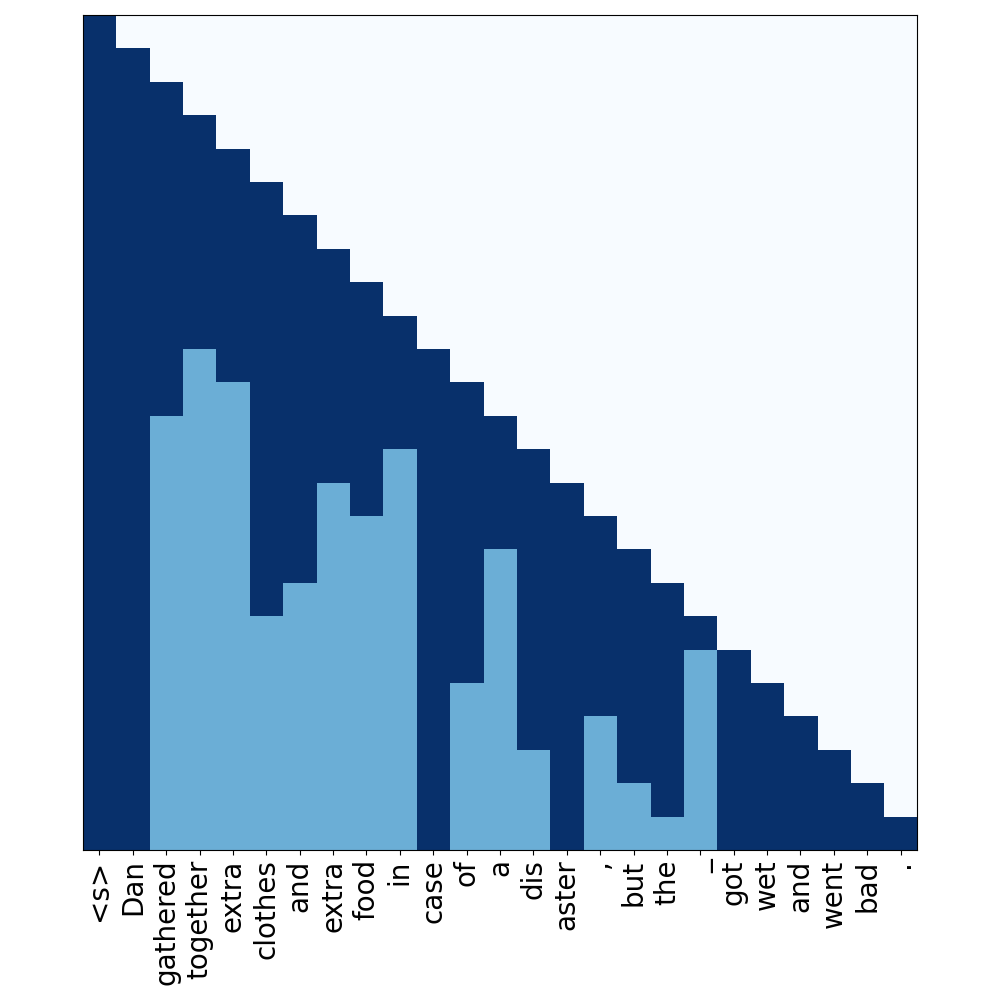 <s> Dan gathered together extra clothes and extra food in case of a dis aster , but the _ got wet and went bad .